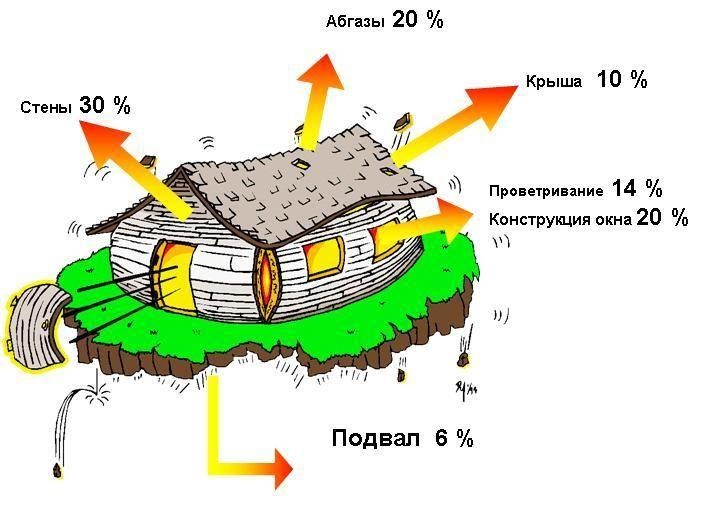 Абгазы 20 %
Крыша 10 %
Стены 30 %
Проветривание 14 %
Конструкция окна 20 %
Подвал 6 %